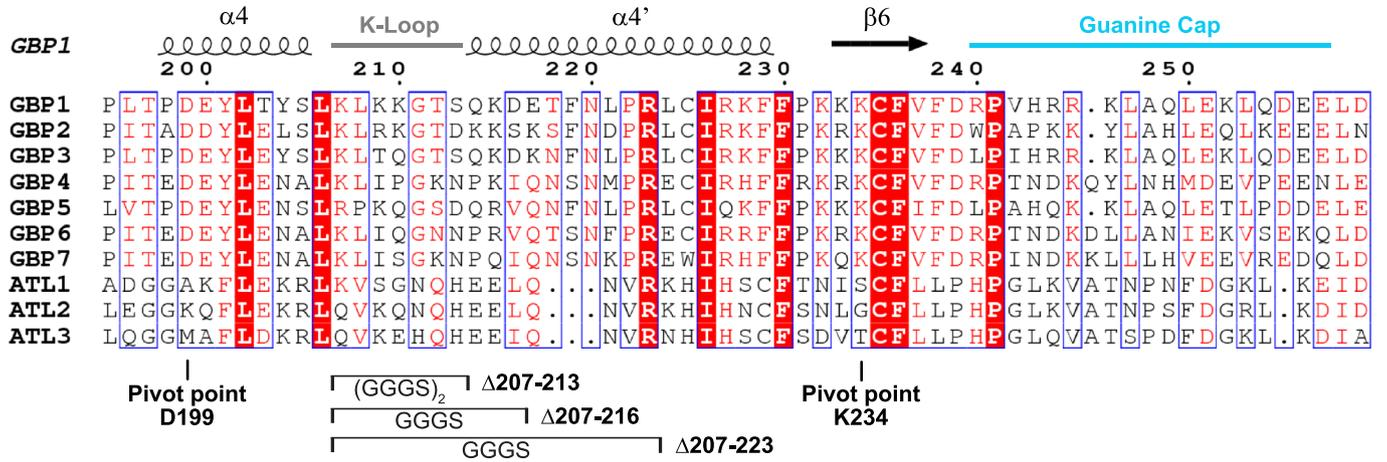 α4 K-Loop α4’ β6 Guanine Cap
GBP1
200 210 220 230 240 250
GBP1 PLTPDEYLTYSLKLKKGTSQKDETFNLPRLCIRKFFPKKKCFVFDRPVHRR.KLAQLEKLQDEELD
GBP2 PITADDYLELSLKLRKGTDKKSKSFNDPRLCIRKFFPKRKCFVFDWPAPKK.YLAHLEQLKEEELN
GBP3 PLTPDEYLEYSLKLTQGTSQKDKNFNLPRLCIRKFFPKKKCFVFDLPIHRR.KLAQLEKLQDEELD
GBP4 PITEDEYLENALKLIPGKNPKIQNSNMPRECIRHFFRKRKCFVFDRPTNDKQYLNHMDEVPEENLE
GBP5 LVTPDEYLENSLRPKQGSDQRVQNFNLPRLCIQKFFPKKKCFIFDLPAHQK.KLAQLETLPDDELE
GBP6 PITEDEYLENALKLIQGNNPRVQTSNFPRECIRHFFPKRKCFVFDRPTNDKDLLANIEKVSEKQLD
GBP7 PITEDEYLENALKLISGKNPQIQNSNKPREWIRHFFPKQKCFVFDRPINDKKLLLHVEEVREDQLD
ATL1 ADGGAKFLEKRLKVSGNQHEELQ...NVRKHIHSCFTNISCFLLPHPGLKVATNPNFDGKL.KEID
ATL2 LEGGKQFLEKRLQVKQNQHEELQ...NVRKHIHNCFSNLGCFLLPHPGLKVATNPSFDGRL.KDID
ATL3 LQGGMAFLDKRLQVKEHQHEEIQ...NVRNHIHSCFSDVTCFLLPHPGLQVATSPDFDGKL.KDIA
Pivot point
D199
(GGGS)2 Δ207-213
GGGS Δ207-216
GGGS Δ207-223
Pivot point
K234